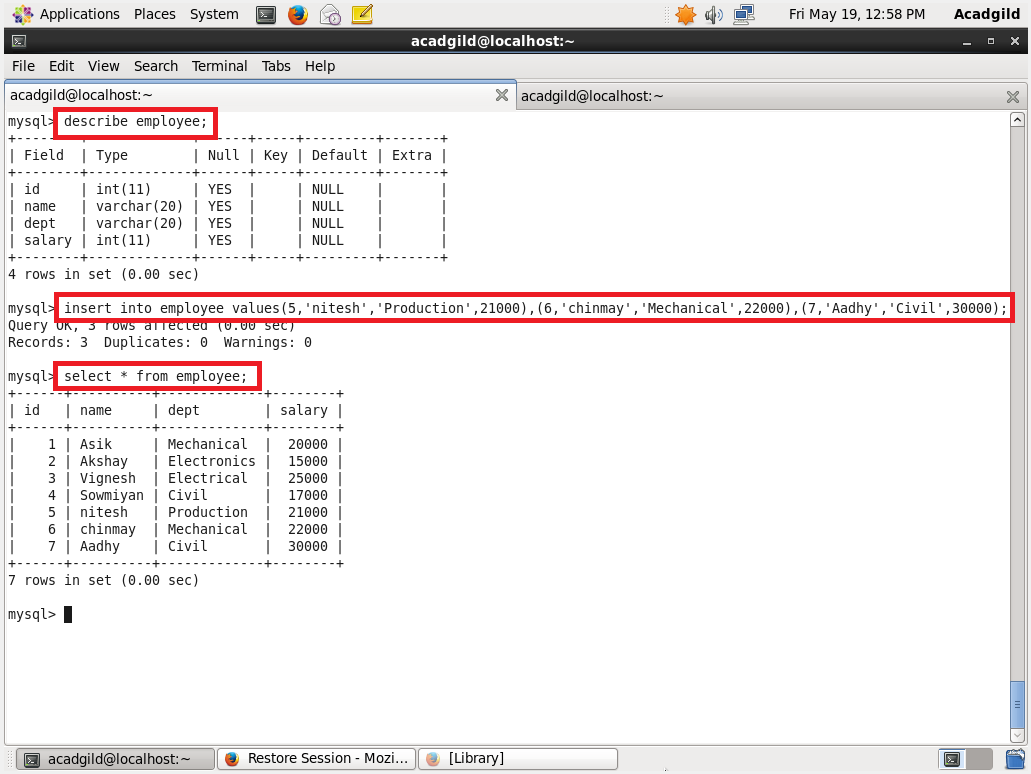 Applications Places System Fri May 19, 12:58 PM Acadgild
acadgild@localhost:~
File Edit View Search Terminal Tabs Help
acadgild@localhost:~ acadgild@localhost:~
mysql> describe employee;
+--------+-------------+------+-----+---------+-------+
| Field  | Type        | Null | Key | Default | Extra |
+--------+-------------+------+-----+---------+-------+
| id     | int(11)     | YES  |     | NULL    |       |
| name   | varchar(20) | YES  |     | NULL    |       |
| dept   | varchar(20) | YES  |     | NULL    |       |
| salary | int(11)     | YES  |     | NULL    |       |
+--------+-------------+------+-----+---------+-------+
4 rows in set (0.00 sec)
mysql> insert into employee values(5,'nitesh','Production',21000),(6,'chinmay','Mechanical',22000),(7,'Aadhy','Civil',30000);
Query OK, 3 rows affected (0.00 sec)
Records: 3  Duplicates: 0  Warnings: 0
mysql> select * from employee;
+------+----------+-------------+--------+
| id   | name     | dept        | salary |
+------+----------+-------------+--------+
|    1 | Asik     | Mechanical  |  20000 |
|    2 | Akshay   | Electronics |  15000 |
|    3 | Vignesh  | Electrical  |  25000 |
|    4 | Sowmiyan | Civil       |  17000 |
|    5 | nitesh   | Production  |  21000 |
|    6 | chinmay  | Mechanical  |  22000 |
|    7 | Aadhy    | Civil       |  30000 |
+------+----------+-------------+--------+
7 rows in set (0.00 sec)
mysql>
acadgild@localhost:~ Restore Session - Mozi... [Library]